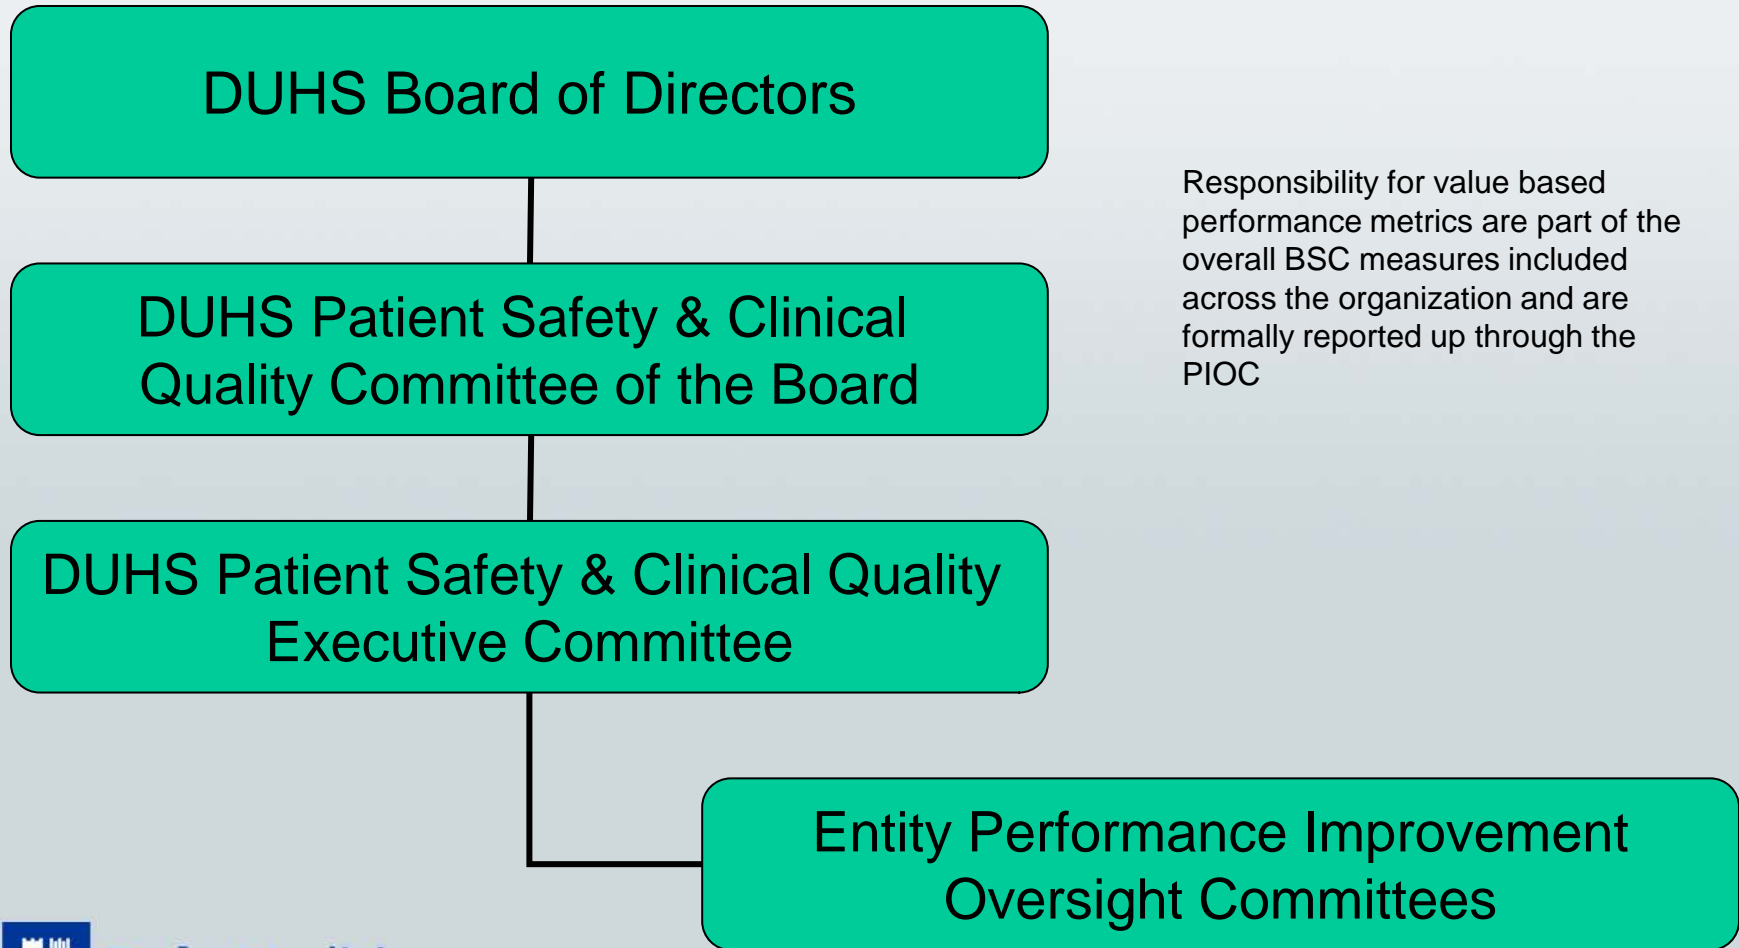 DUHS Board of Directors
Responsibility for value based
performance metrics are part of the
overall BSC measures included
across the organization and are
formally reported up through the
PIOC
DUHS Patient Safety & Clinical
Quality Committee of the Board
DUHS Patient Safety & Clinical Quality
Executive Committee
Entity Performance Improvement
Oversight Committees